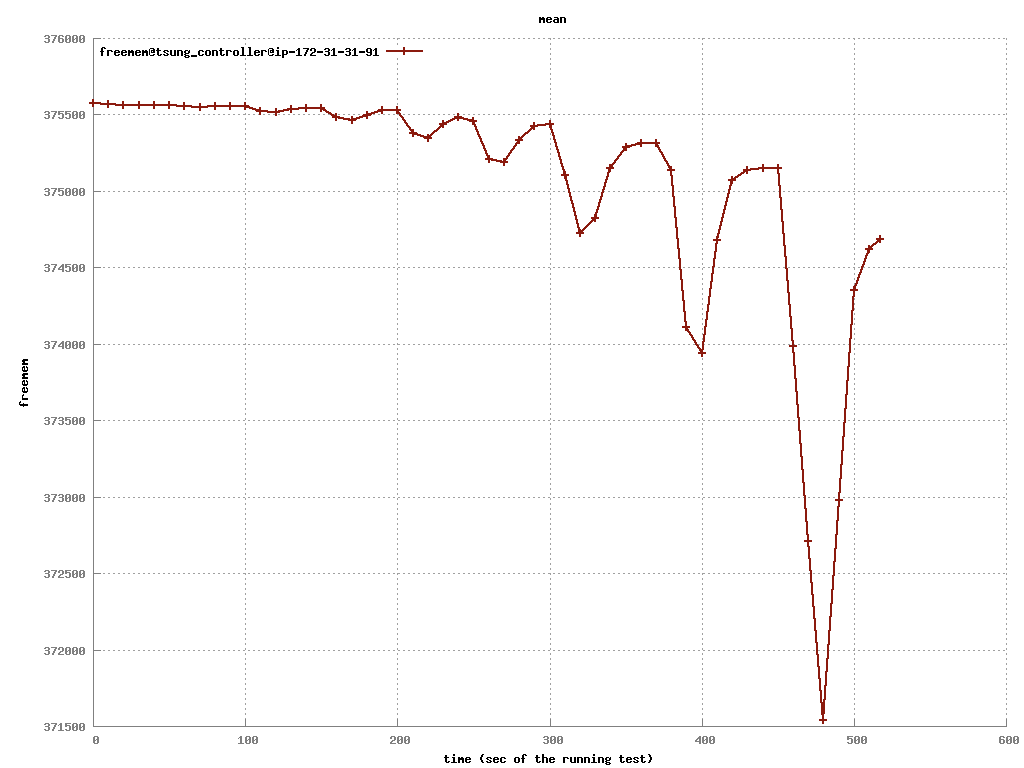 mean
376000
freemem@tsung_controller@ip-172-31-31-91
375500
375000
374500
374000
freemem
373500
373000
372500
372000
371500
0 100 200 300 400 500 600
time (sec of the running test)